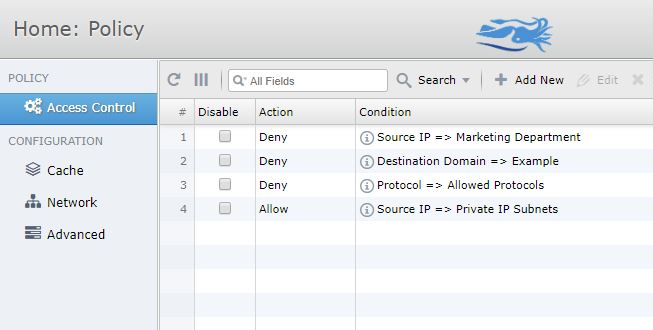 Home: Policy
POLICY
Access Control
CONFIGURATION
Cache
Network
Advanced
All Fields Search Add New Edit
# Disable Action Condition
1 Deny Source IP => Marketing Department
2 Deny Destination Domain => Example
3 Deny Protocol => Allowed Protocols
4 Allow Source IP => Private IP Subnets